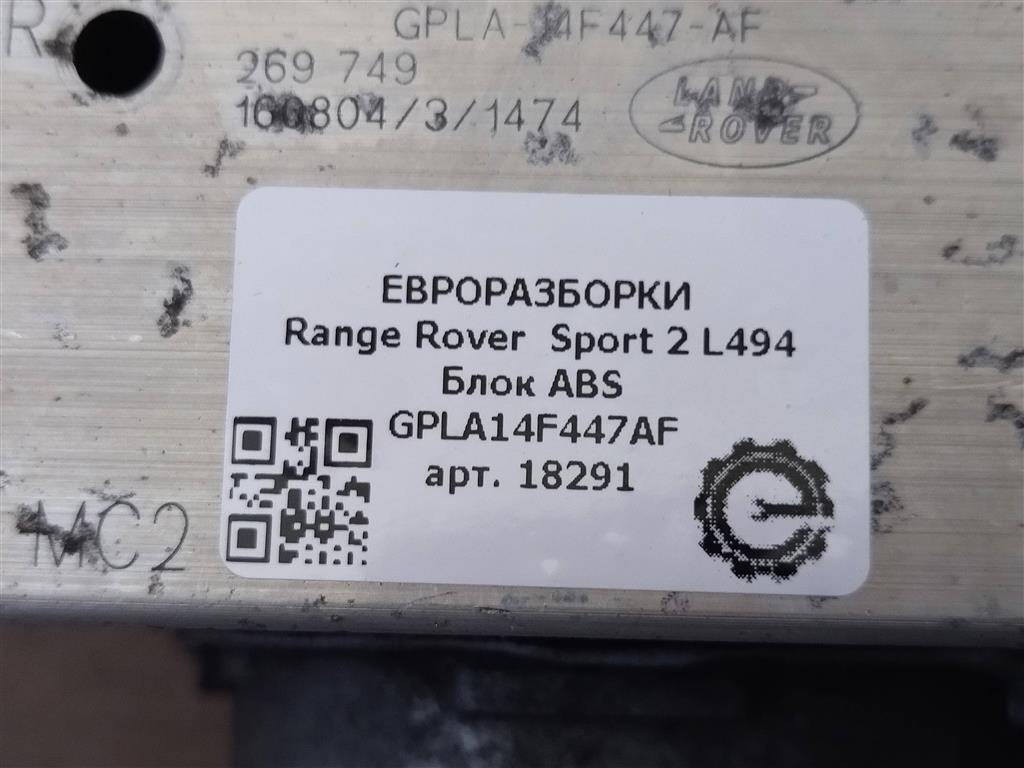 R
GPLA-14F447-AF
269 749
160804/3/1474
LAND
ROVER
ЕВРОРАЗБОРКИ
Range Rover Sport 2 L494
Блок ABS
GPLA14F447AF
арт. 18291
MC2